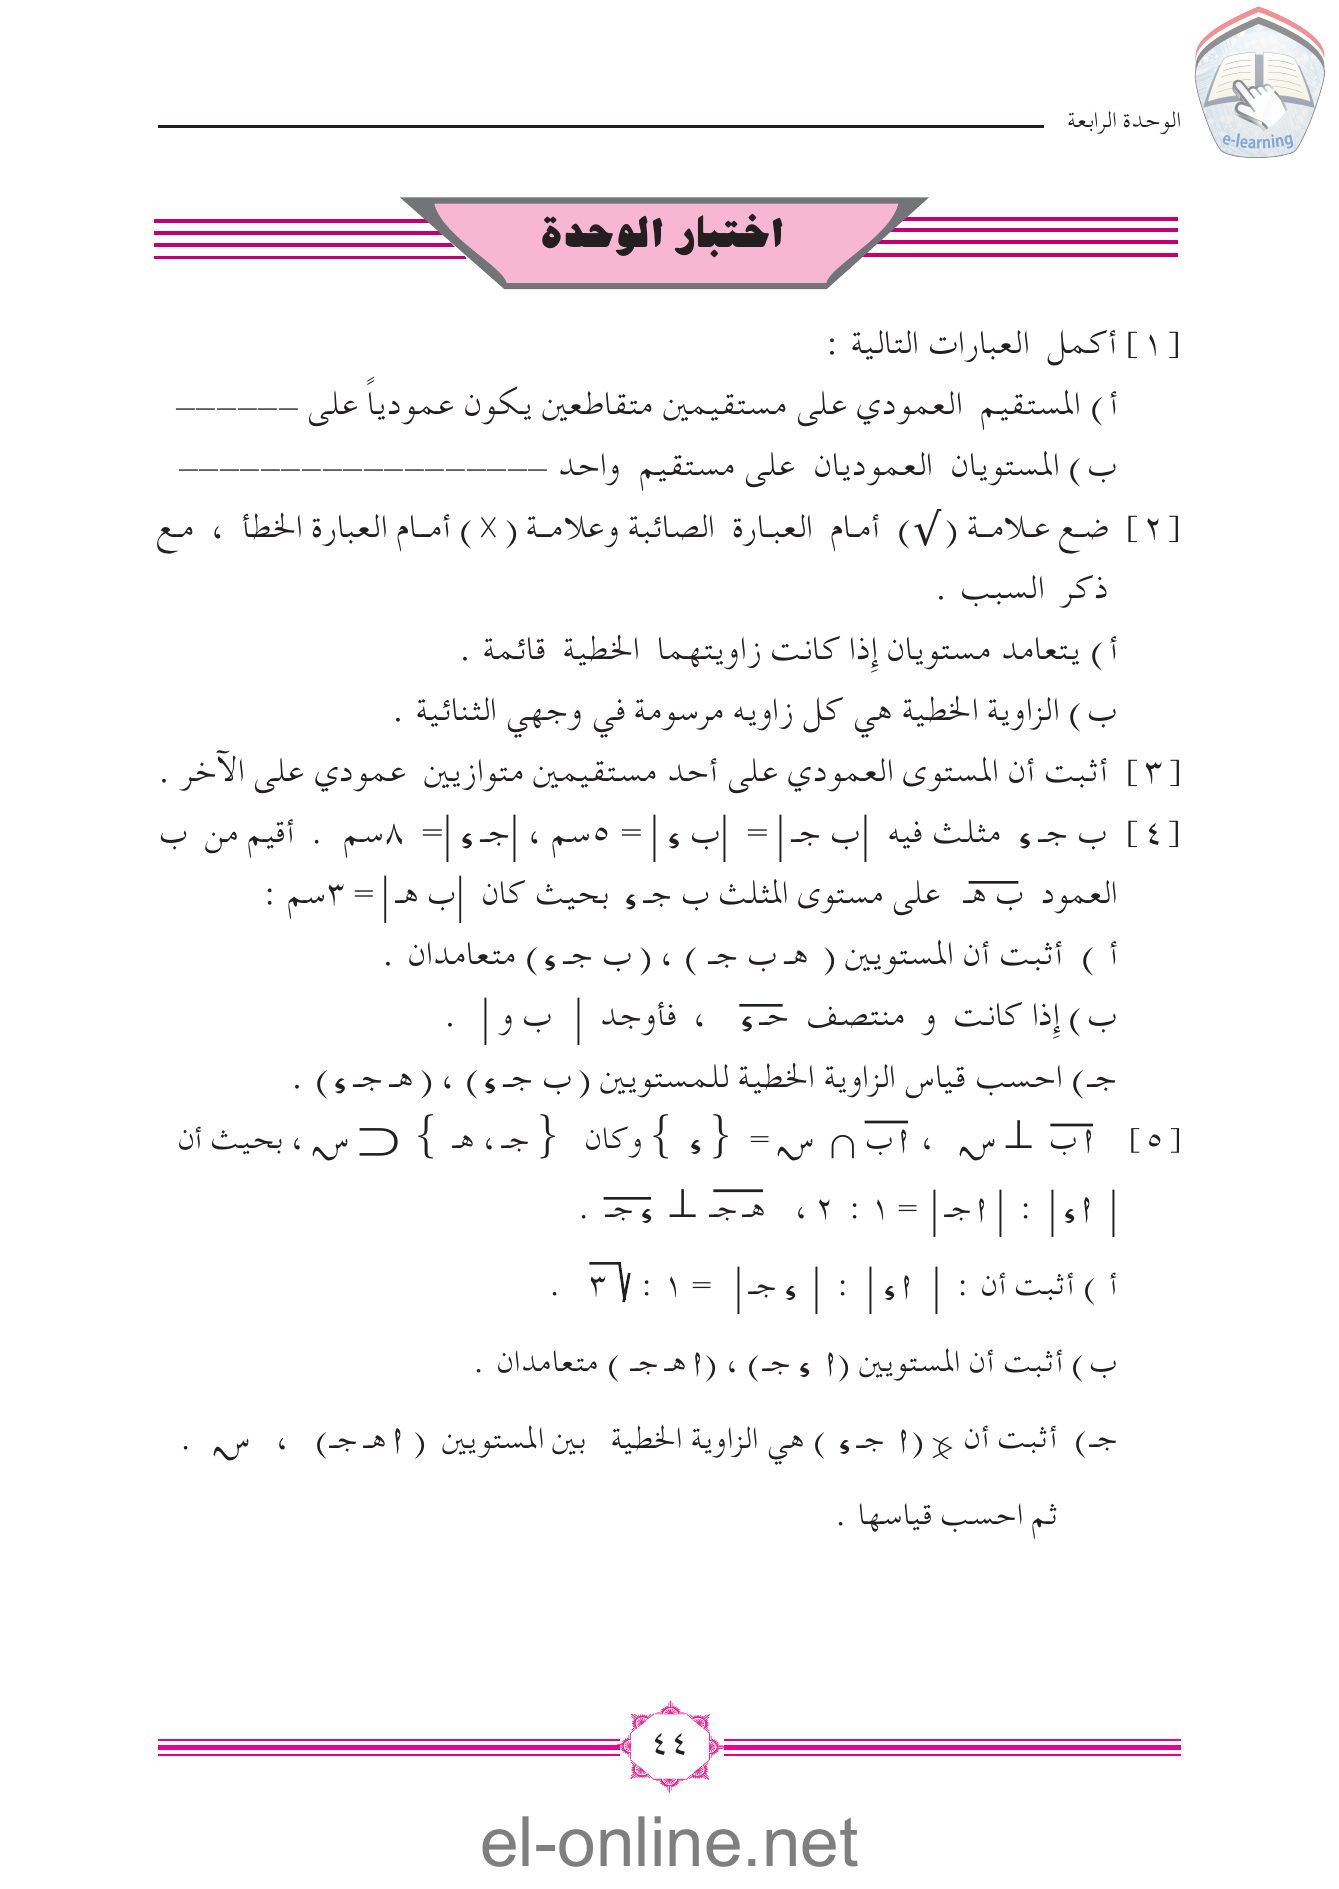 e-learning
الوحدة الرابعة
اختبار الوحدة
[ ١ ] أكمل العبارات التالية :
أ ) المستقيم العمودي على مستقيمين متقاطعين يكون عمودياً على ------
ب ) المستويان العموديان على مستقيم واحد ------------------
[ ٢ ] ضع علامة ( √ ) أمام العبارة الصائبة وعلامة ( X ) أمام العبارة الخطأ ، مع
ذكر السبب .
أ ) يتعامد مستويان إذا كانت زاويتهما الخطية قائمة .
ب ) الزاوية الخطية هي كل زاويه مرسومة في وجهي الثنائية .
[ ٣ ] أثبت أن المستوى العمودي على أحد مستقيمين متوازيين عمودي على الآخر .
[ ٤ ] ب جـ ء مثلث فيه |ب جـ| = |ب ء| = ٥سم ، |جـ ء| = ٨سم . أقيم من ب
العمود ب هـ على مستوى المثلث ب جـ ء بحيث كان |ب هـ| = ٣سم :
أ ) أثبت أن المستويين ( هـ ب جـ ) ، ( ب جـ ء ) متعامدان .
ب ) إذا كانت و منتصف حـ ء ، فأوجد | ب و | .
جـ) احسب قياس الزاوية الخطية للمستويين ( ب جـ ء ) ، ( هـ جـ ء ) .
[ ٥ ] ا ب ⊥ س ، ا ب ∩ س = { ء } وكان { جـ ، هـ } ⊂ س ، بحيث أن
| ا ء | : | ا جـ | = ١ : ٢ ، هـ جـ ⊥ ء جـ .
أ ) أثبت أن : | ا ء | : | ء جـ | = ١ : √٣ .
ب ) أثبت أن المستويين ( ا ء جـ ) ، ( ا هـ جـ ) متعامدان .
جـ) أثبت أن ∢ ( ا جـ ء ) هي الزاوية الخطية بين المستويين ( ا هـ جـ ) ، س .
ثم احسب قياسها .
٤٤
el-online.net